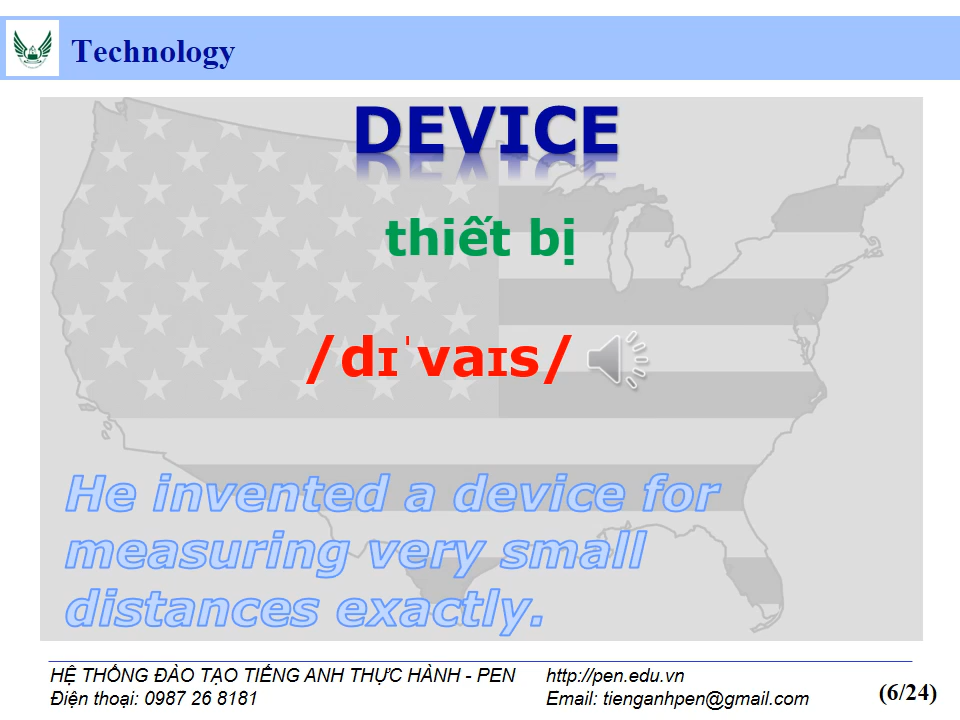 Technology
DEVICE
thiết bị
/dɪˈvaɪs/
He invented a device for
measuring very small
distances exactly.
HỆ THỐNG ĐÀO TẠO TIẾNG ANH THỰC HÀNH - PEN
Điện thoại: 0987 26 8181
http://pen.edu.vn
Email: tienganhpen@gmail.com
(6/24)